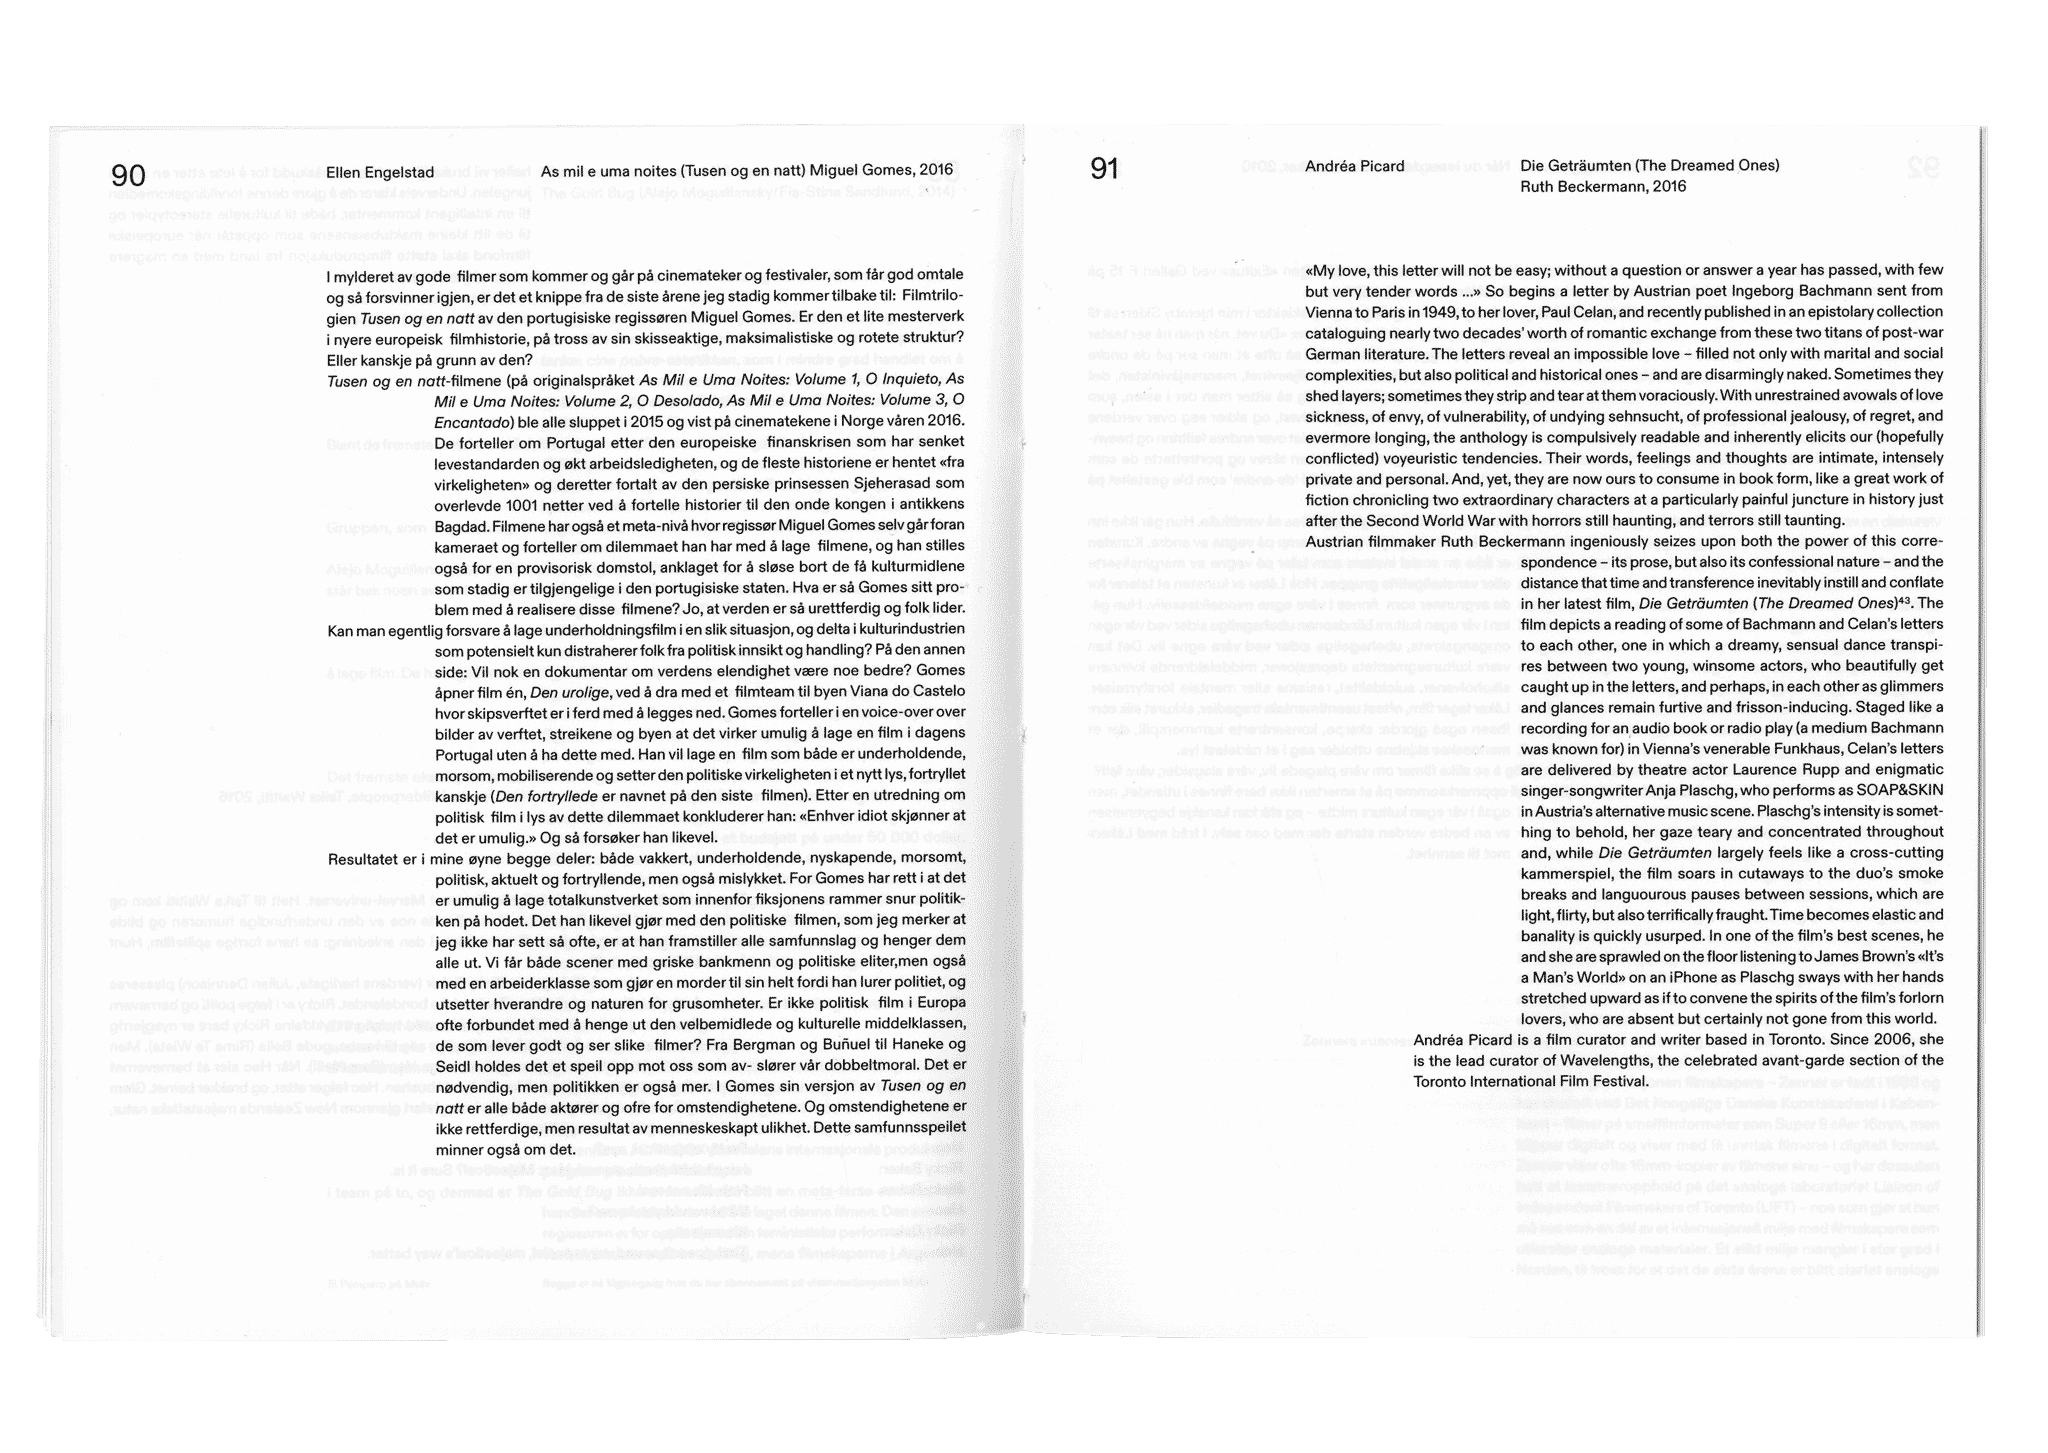 90
Ellen Engelstad
As mil e uma noites (Tusen og en natt) Miguel Gomes, 2016
I mylderet av gode filmer som kommer og går på cinemateker og festivaler, som får god omtale
og så forsvinner igjen, er det et knippe fra de siste årene jeg stadig kommer tilbake til: Filmtrilo-
gien Tusen og en natt av den portugisiske regissøren Miguel Gomes. Er den et lite mesterverk
i nyere europeisk filmhistorie, på tross av sin skisseaktige, maksimalistiske og rotete struktur?
Eller kanskje på grunn av den?
Tusen og en natt-filmene (på originalspråket As Mil e Uma Noites: Volume 1, O Inquieto, As
Mil e Uma Noites: Volume 2, O Desolado, As Mil e Uma Noites: Volume 3, O
Encantado) ble alle sluppet i 2015 og vist på cinematekene i Norge våren 2016.
De forteller om Portugal etter den europeiske finanskrisen som har senket
levestandarden og økt arbeidsledigheten, og de fleste historiene er hentet «fra
virkeligheten» og deretter fortalt av den persiske prinsessen Sjeherasad som
overlevde 1001 netter ved å fortelle historier til den onde kongen i antikkens
Bagdad. Filmene har også et meta-nivå hvor regissør Miguel Gomes selv går foran
kameraet og forteller om dilemmaet han har med å lage filmene, og han stilles
også for en provisorisk domstol, anklaget for å sløse bort de få kulturmidlene
som stadig er tilgjengelige i den portugisiske staten. Hva er så Gomes sitt pro-
blem med å realisere disse filmene? Jo, at verden er så urettferdig og folk lider.
Kan man egentlig forsvare å lage underholdningsfilm i en slik situasjon, og delta i kulturindustrien
som potensielt kun distraherer folk fra politisk innsikt og handling? På den annen
side: Vil nok en dokumentar om verdens elendighet være noe bedre? Gomes
åpner film én, Den urolige, ved å dra med et filmteam til byen Viana do Castelo
hvor skipsverftet er i ferd med å legges ned. Gomes forteller i en voice-over over
bilder av verftet, streikene og byen at det virker umulig å lage en film i dagens
Portugal uten å ha dette med. Han vil lage en film som både er underholdende,
morsom, mobiliserende og setter den politiske virkeligheten i et nytt lys, fortryllet
kanskje (Den fortryllede er navnet på den siste filmen). Etter en utredning om
politisk film i lys av dette dilemmaet konkluderer han: «Enhver idiot skjønner at
det er umulig.» Og så forsøker han likevel.
Resultatet er i mine øyne begge deler: både vakkert, underholdende, nyskapende, morsomt,
politisk, aktuelt og fortryllende, men også mislykket. For Gomes har rett i at det
er umulig å lage totalkunstverket som innenfor fiksjonens rammer snur politik-
ken på hodet. Det han likevel gjør med den politiske filmen, som jeg merker at
jeg ikke har sett så ofte, er at han framstiller alle samfunnslag og henger dem
alle ut. Vi får både scener med griske bankmenn og politiske eliter,men også
med en arbeiderklasse som gjør en morder til sin helt fordi han lurer politiet, og
utsetter hverandre og naturen for grusomheter. Er ikke politisk film i Europa
ofte forbundet med å henge ut den velbemidlede og kulturelle middelklassen,
de som lever godt og ser slike filmer? Fra Bergman og Buñuel til Haneke og
Seidl holdes det et speil opp mot oss som av- slører vår dobbeltmoral. Det er
nødvendig, men politikken er også mer. I Gomes sin versjon av Tusen og en
natt er alle både aktører og ofre for omstendighetene. Og omstendighetene er
ikke rettferdige, men resultat av menneskeskapt ulikhet. Dette samfunnsspeilet
minner også om det.
91
Andréa Picard
Die Geträumten (The Dreamed Ones)
Ruth Beckermann, 2016
«My love, this letter will not be easy; without a question or answer a year has passed, with few
but very tender words ...» So begins a letter by Austrian poet Ingeborg Bachmann sent from
Vienna to Paris in 1949, to her lover, Paul Celan, and recently published in an epistolary collection
cataloguing nearly two decades' worth of romantic exchange from these two titans of post-war
German literature. The letters reveal an impossible love – filled not only with marital and social
complexities, but also political and historical ones – and are disarmingly naked. Sometimes they
shed layers; sometimes they strip and tear at them voraciously. With unrestrained avowals of love
sickness, of envy, of vulnerability, of undying sehnsucht, of professional jealousy, of regret, and
evermore longing, the anthology is compulsively readable and inherently elicits our (hopefully
conflicted) voyeuristic tendencies. Their words, feelings and thoughts are intimate, intensely
private and personal. And, yet, they are now ours to consume in book form, like a great work of
fiction chronicling two extraordinary characters at a particularly painful juncture in history just
after the Second World War with horrors still haunting, and terrors still taunting.
Austrian filmmaker Ruth Beckermann ingeniously seizes upon both the power of this corre-
spondence – its prose, but also its confessional nature – and the
distance that time and transference inevitably instill and conflate
in her latest film, Die Geträumten (The Dreamed Ones)⁴³. The
film depicts a reading of some of Bachmann and Celan's letters
to each other, one in which a dreamy, sensual dance transpi-
res between two young, winsome actors, who beautifully get
caught up in the letters, and perhaps, in each other as glimmers
and glances remain furtive and frisson-inducing. Staged like a
recording for an audio book or radio play (a medium Bachmann
was known for) in Vienna's venerable Funkhaus, Celan's letters
are delivered by theatre actor Laurence Rupp and enigmatic
singer-songwriter Anja Plaschg, who performs as SOAP&SKIN
in Austria's alternative music scene. Plaschg's intensity is somet-
hing to behold, her gaze teary and concentrated throughout
and, while Die Geträumten largely feels like a cross-cutting
kammerspiel, the film soars in cutaways to the duo's smoke
breaks and languourous pauses between sessions, which are
light, flirty, but also terrifically fraught. Time becomes elastic and
banality is quickly usurped. In one of the film's best scenes, he
and she are sprawled on the floor listening to James Brown's «It's
a Man's World» on an iPhone as Plaschg sways with her hands
stretched upward as if to convene the spirits of the film's forlorn
lovers, who are absent but certainly not gone from this world.
Andréa Picard is a film curator and writer based in Toronto. Since 2006, she
is the lead curator of Wavelengths, the celebrated avant-garde section of the
Toronto International Film Festival.